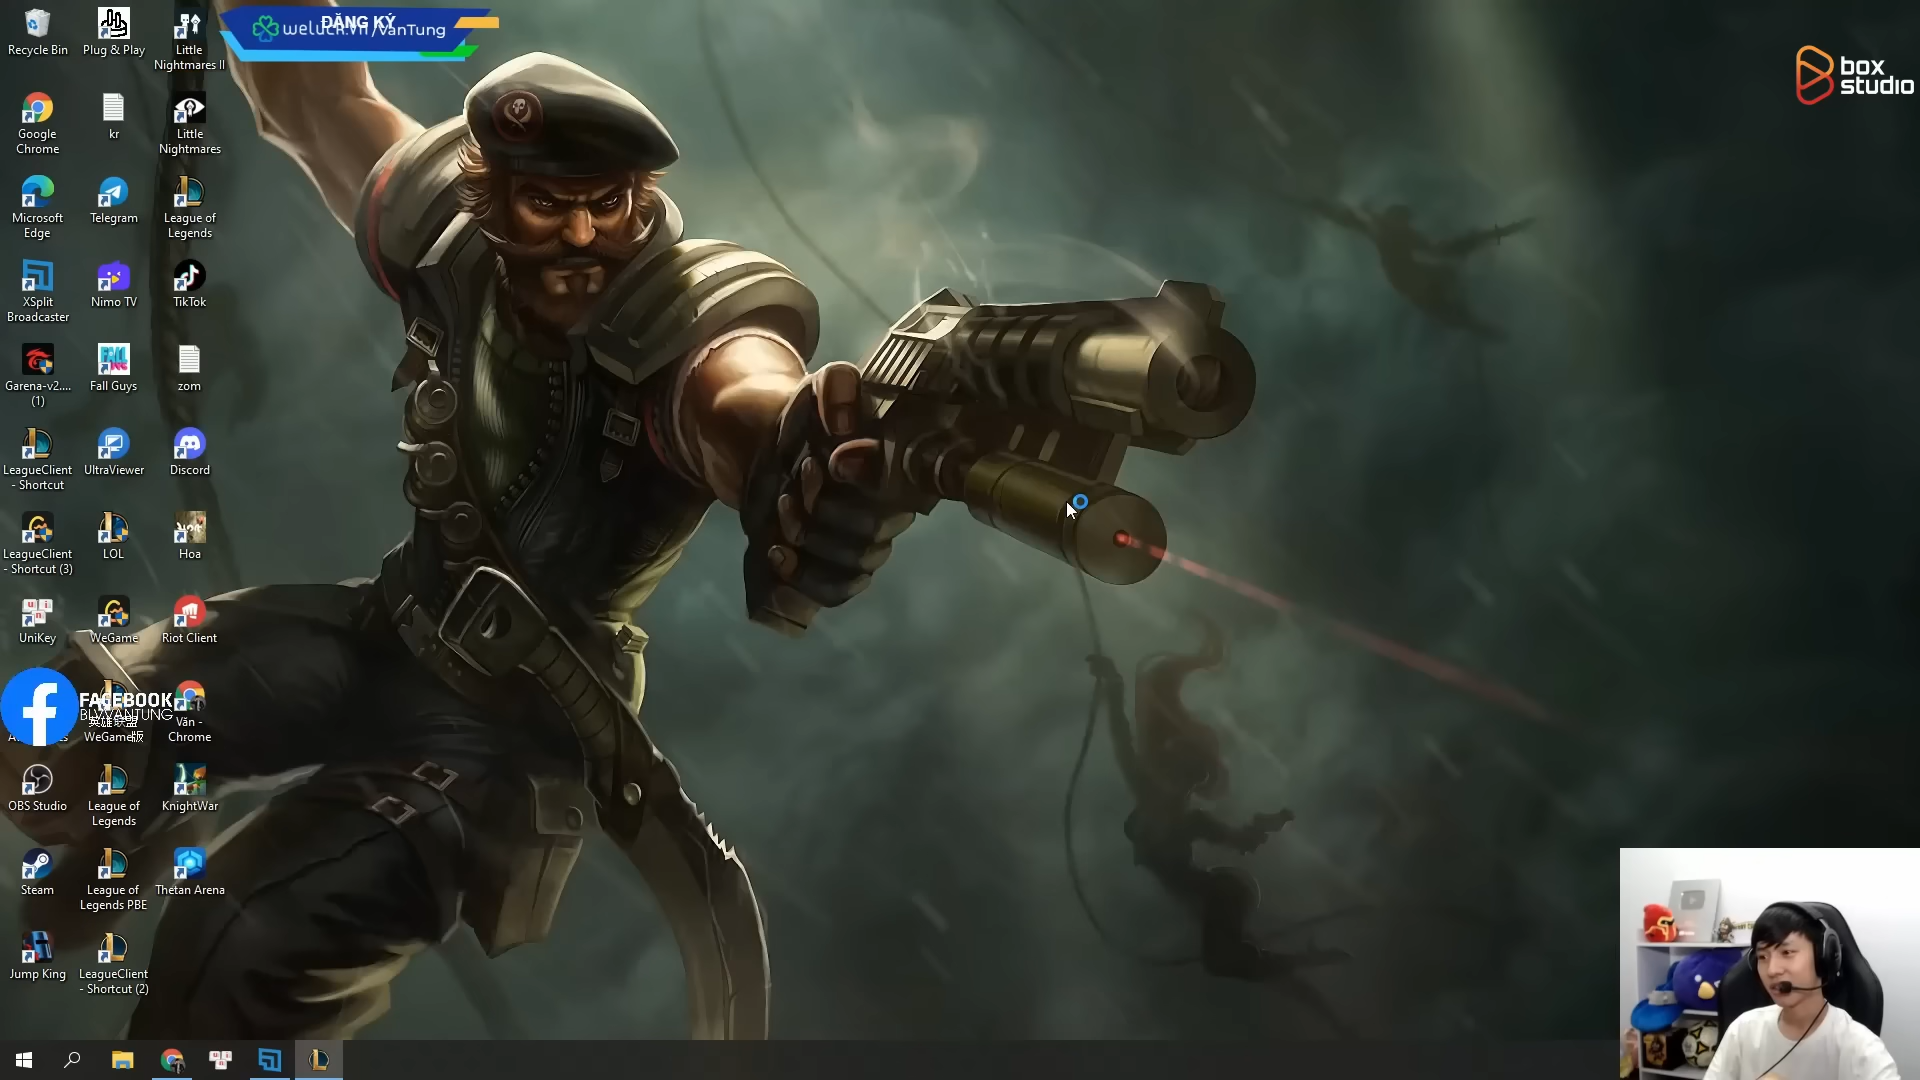 ĐĂNG KÝ
weluck.vn/VanTung
box
studio
Recycle Bin
Plug & Play
Little
Nightmares II
Google
Chrome
kr
Little
Nightmares
Microsoft
Edge
Telegram
League of
Legends
XSplit
Broadcaster
Nimo TV
TikTok
Garena-v2....
(1)
Fall Guys
zom
LeagueClient
- Shortcut
UltraViewer
Discord
LeagueClient
- Shortcut (3)
LOL
Hoa
UniKey
WeGame
Riot Client
FACEBOOK
BLVVANTUNG
英雄联盟
WeGame版
Văn -
Chrome
OBS Studio
League of
Legends
KnightWar
Steam
League of
Legends PBE
Thetan Arena
Jump King
LeagueClient
- Shortcut (2)